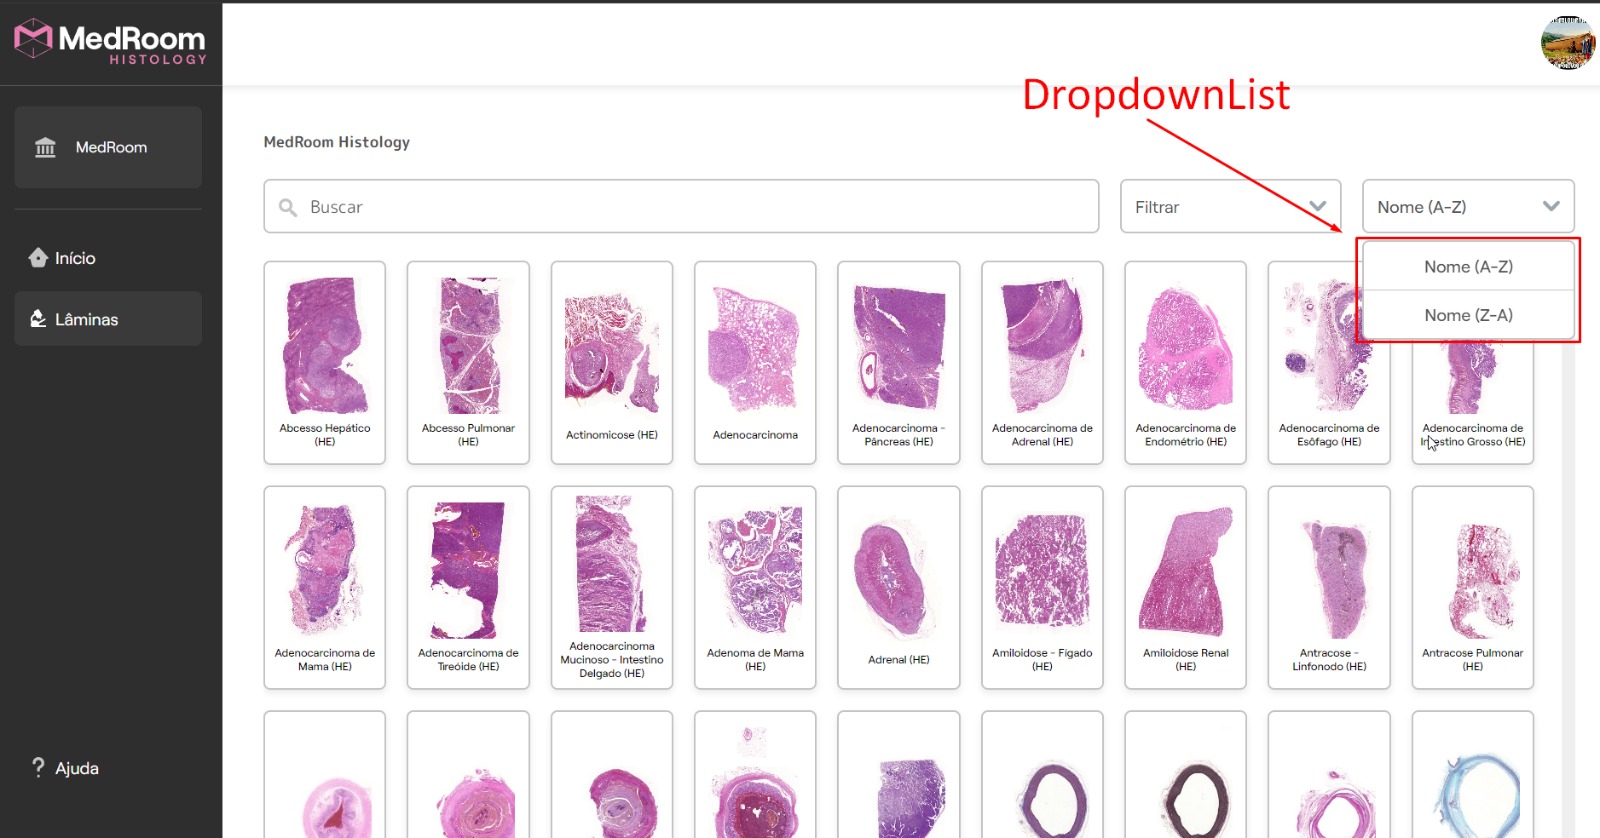 MedRoom
HISTOLOGY
MedRoom
Início
Lâminas
Ajuda
DropdownList
MedRoom Histology
Buscar
Filtrar
Nome (A-Z)
Nome (A-Z)
Nome (Z-A)
Abcesso Hepático
(HE)
Abcesso Pulmonar
(HE)
Actinomicose (HE)
Adenocarcinoma
Adenocarcinoma -
Pâncreas (HE)
Adenocarcinoma de
Adrenal (HE)
Adenocarcinoma de
Endométrio (HE)
Adenocarcinoma de
Esôfago (HE)
Adenocarcinoma de
Intestino Grosso (HE)
Adenocarcinoma de
Mama (HE)
Adenocarcinoma de
Tireóide (HE)
Adenocarcinoma
Mucinoso - Intestino
Delgado (HE)
Adenoma de Mama
(HE)
Adrenal (HE)
Amiloidose - Fígado
(HE)
Amiloidose Renal
(HE)
Antracose -
Linfonodo (HE)
Antracose Pulmonar
(HE)